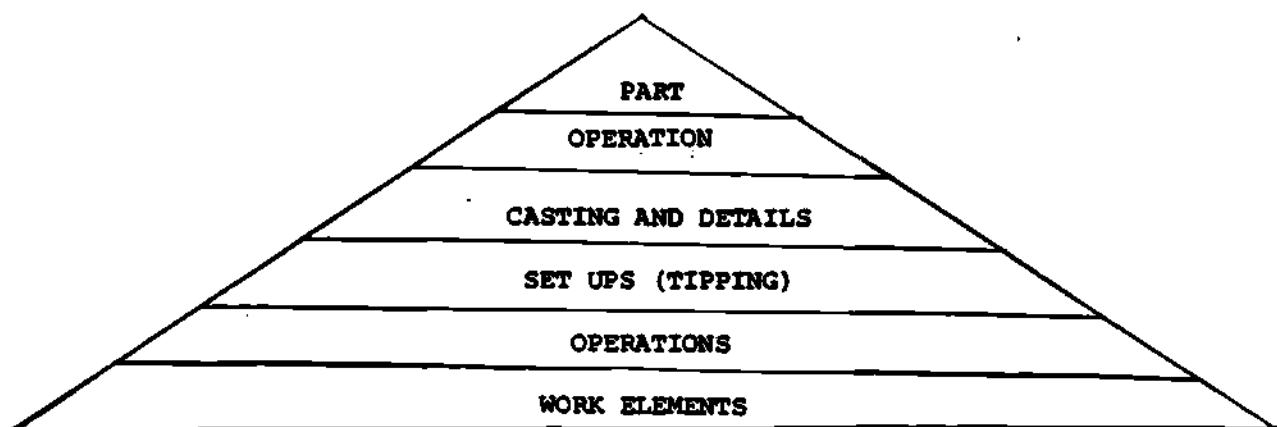 PART
OPERATION
CASTING AND DETAILS
SET UPS (TIPPING)
OPERATIONS
WORK ELEMENTS